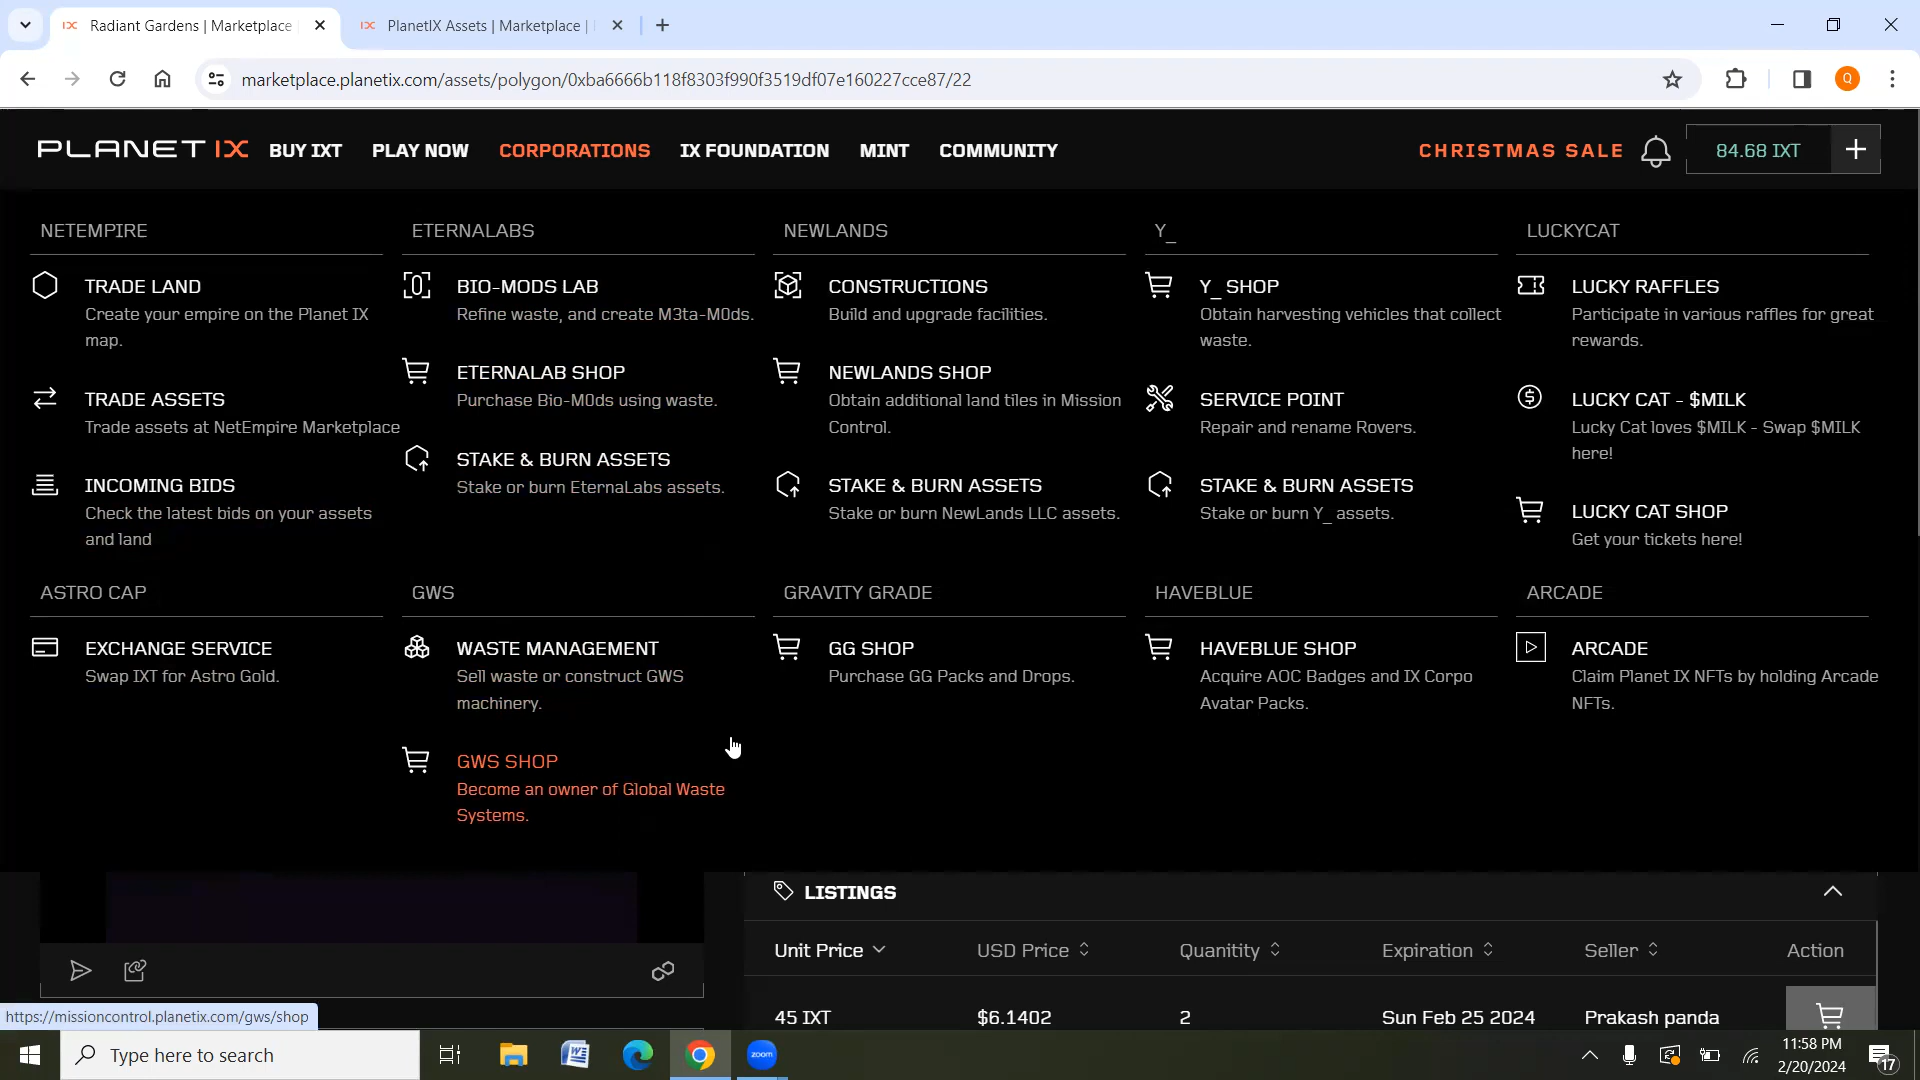 Radiant Gardens | Marketplace
PlanetIX Assets | Marketplace |
marketplace.planetix.com/assets/polygon/0xba6666b118f8303f990f3519df07e160227cce87/22
Q
PLANET IX BUY IXT PLAY NOW CORPORATIONS IX FOUNDATION MINT COMMUNITY CHRISTMAS SALE 84.68 IXT +
NETEMPIRE
TRADE LAND
Create your empire on the Planet IX
map.
TRADE ASSETS
Trade assets at NetEmpire Marketplace
INCOMING BIDS
Check the latest bids on your assets
and land
ETERNALABS
BIO-MODS LAB
Refine waste, and create M3ta-M0ds.
ETERNALAB SHOP
Purchase Bio-M0ds using waste.
STAKE & BURN ASSETS
Stake or burn EternaLabs assets.
NEWLANDS
CONSTRUCTIONS
Build and upgrade facilities.
NEWLANDS SHOP
Obtain additional land tiles in Mission
Control.
STAKE & BURN ASSETS
Stake or burn NewLands LLC assets.
Y_
Y_ SHOP
Obtain harvesting vehicles that collect
waste.
SERVICE POINT
Repair and rename Rovers.
STAKE & BURN ASSETS
Stake or burn Y_ assets.
LUCKYCAT
LUCKY RAFFLES
Participate in various raffles for great
rewards.
LUCKY CAT - $MILK
Lucky Cat loves $MILK - Swap $MILK
here!
LUCKY CAT SHOP
Get your tickets here!
ASTRO CAP
EXCHANGE SERVICE
Swap IXT for Astro Gold.
GWS
WASTE MANAGEMENT
Sell waste or construct GWS
machinery.
GWS SHOP
Become an owner of Global Waste
Systems.
GRAVITY GRADE
GG SHOP
Purchase GG Packs and Drops.
HAVEBLUE
HAVEBLUE SHOP
Acquire AOC Badges and IX Corpo
Avatar Packs.
ARCADE
ARCADE
Claim Planet IX NFTs by holding Arcade
NFTs.
LISTINGS
Unit Price USD Price Quanitity Expiration Seller Action
45 IXT $6.1402 2 Sun Feb 25 2024 Prakash panda
https://missioncontrol.planetix.com/gws/shop
Type here to search
zoom
11:58 PM
2/20/2024
17